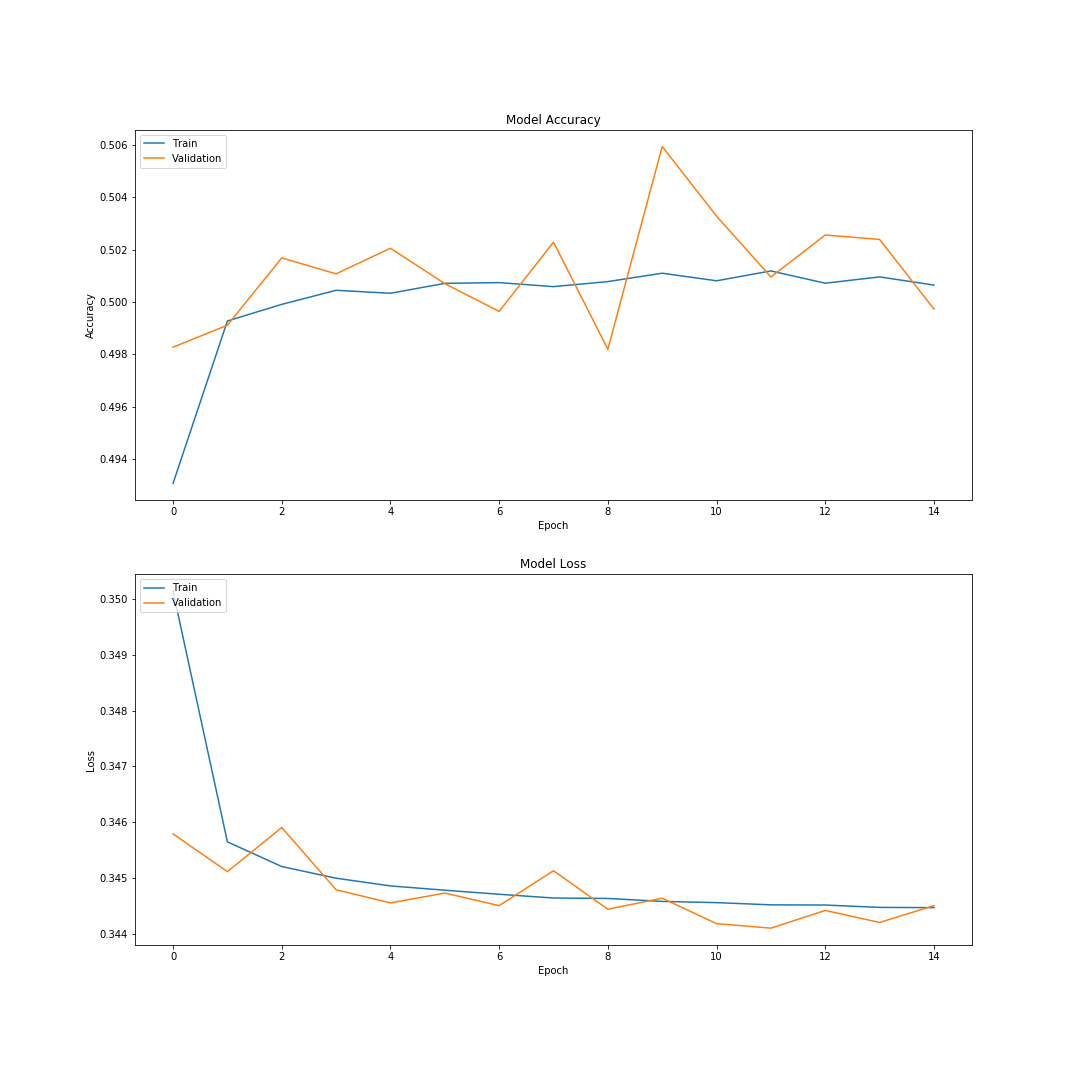 Model Accuracy
Train
Validation
0.506
0.504
0.502
0.500
0.498
0.496
0.494
Accuracy
0 2 4 6 8 10 12 14
Epoch
Model Loss
Train
Validation
0.350
0.349
0.348
0.347
0.346
0.345
0.344
Loss
0 2 4 6 8 10 12 14
Epoch